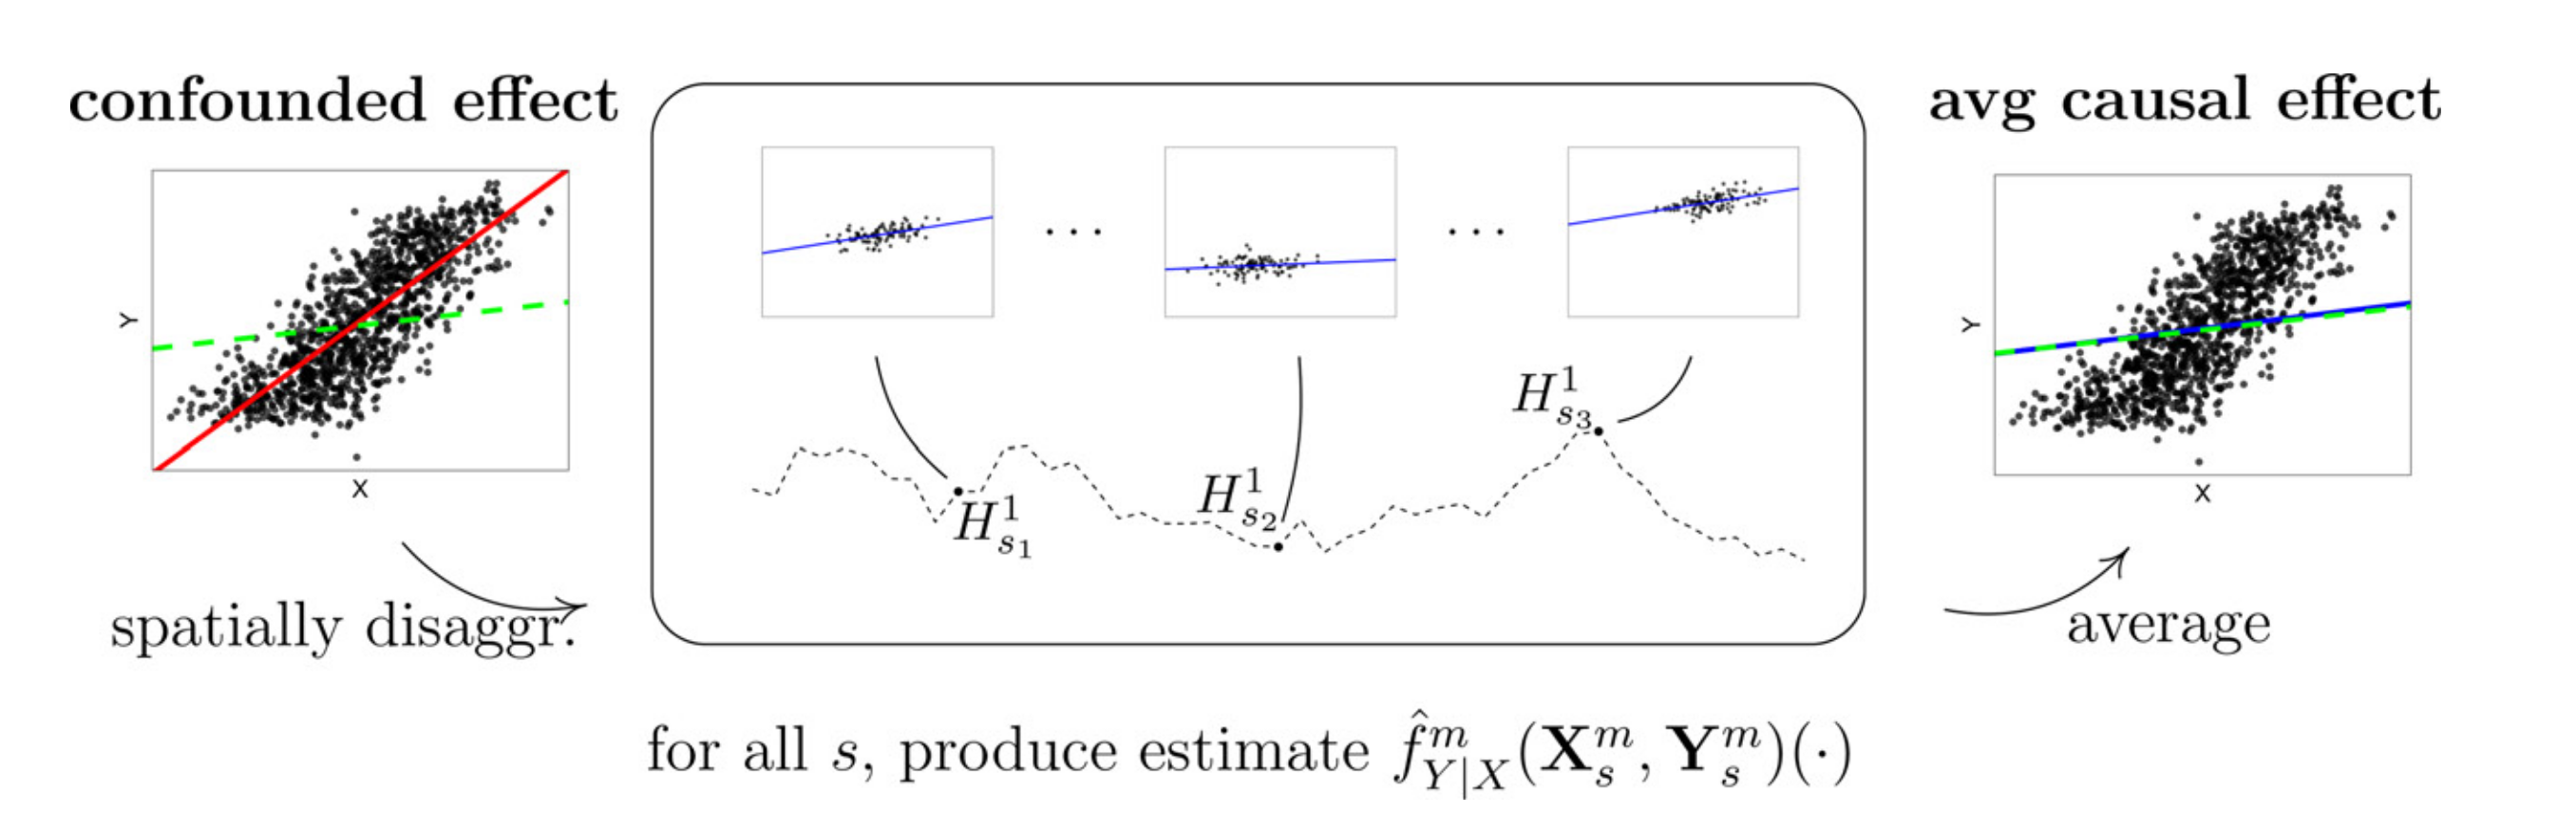 confounded effect
avg causal effect
Y
X
. . .
. . .
$H^1_{s_1}$
$H^1_{s_2}$
$H^1_{s_3}$
Y
X
spatially disaggr.
average
for all $s$, produce estimate $\hat{f}^m_{Y|X}(\mathbf{X}^m_s, \mathbf{Y}^m_s)(\cdot)$